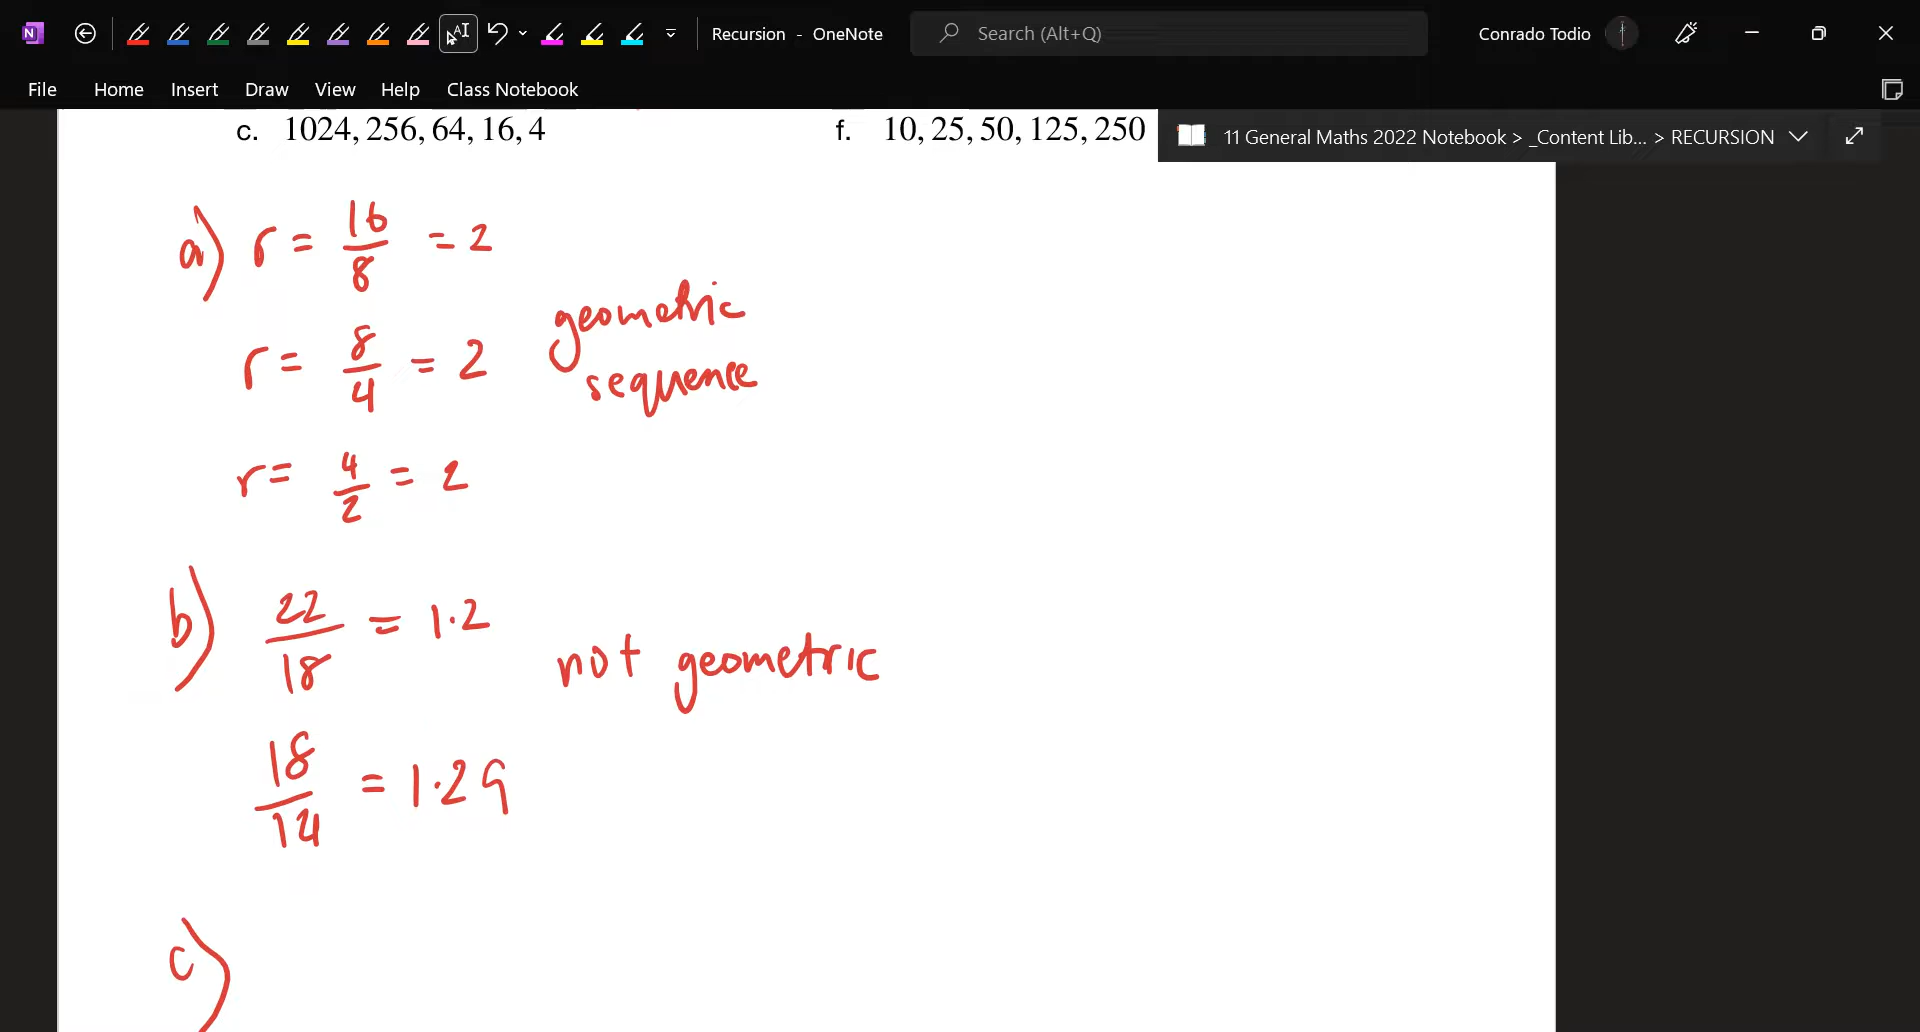 Recursion - OneNote
Search (Alt+Q)
Conrado Todio
File Home Insert Draw View Help Class Notebook
c. 1024, 256, 64, 16, 4
f. 10, 25, 50, 125, 250
11 General Maths 2022 Notebook > _Content Lib... > RECURSION
a) r = 16/8 = 2
r = 8/4 = 2
geometric
sequence
r = 4/2 = 2
b) 22/18 = 1.2
not geometric
18/14 = 1.29
c)